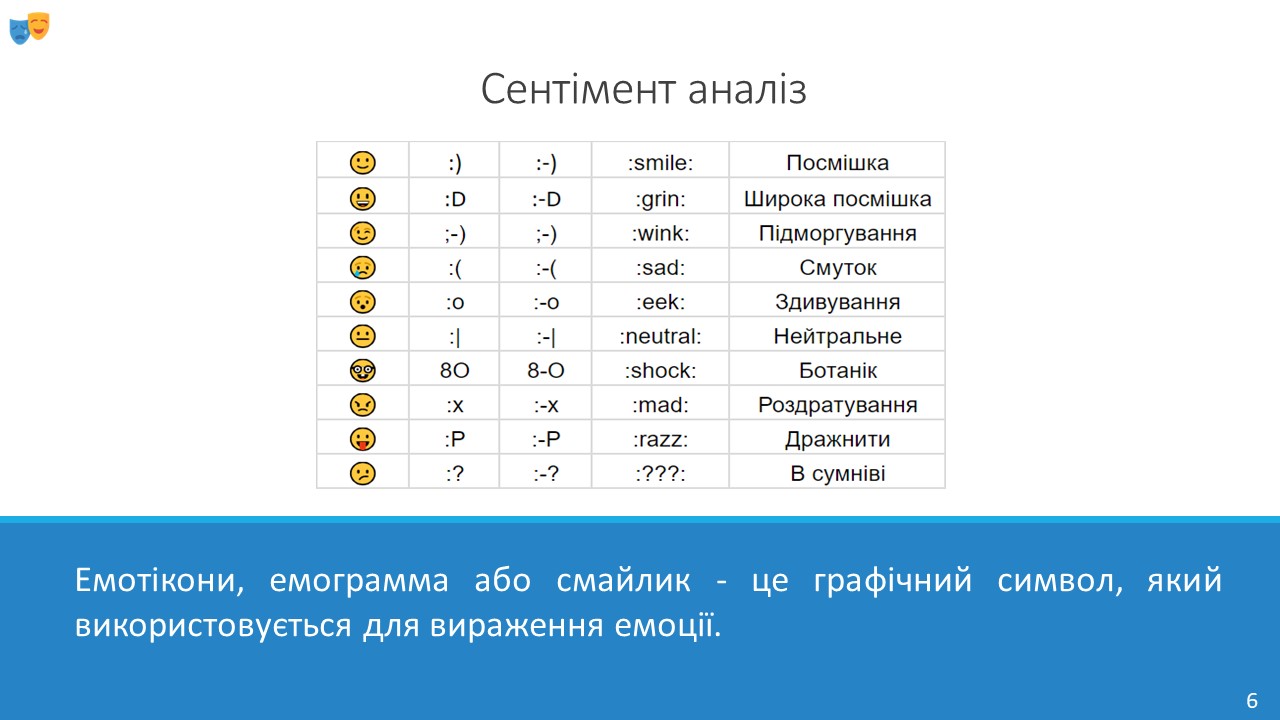 Сентімент аналіз
🙂 :) :-) :smile: Посмішка
😀 :D :-D :grin: Широка посмішка
😉 ;-) ;-) :wink: Підморгування
😢 :( :-( :sad: Смуток
😯 :o :-o :eek: Здивування
😐 :| :-| :neutral: Нейтральне
🤓 8O 8-O :shock: Ботанік
😠 :x :-x :mad: Роздратування
😛 :P :-P :razz: Дражнити
😕 :? :-? :???: В сумніві
Емотікони, емограмма або смайлик - це графічний символ, який
використовується для вираження емоції.
6